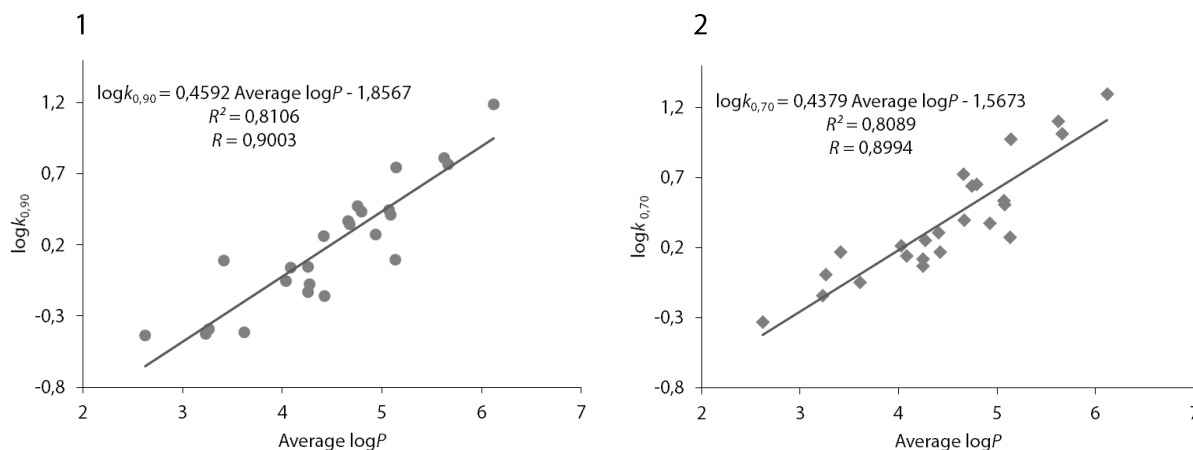 1
logk0,90 = 0,4592 Average logP - 1,8567
R² = 0,8106
R = 0,9003
1,2
0,7
0,2
-0,3
-0,8
logk0,90
2 3 4 5 6 7
Average logP
2
logk0,70 = 0,4379 Average logP - 1,5673
R² = 0,8089
R = 0,8994
1,2
0,7
0,2
-0,3
-0,8
logk 0,70
2 3 4 5 6 7
Average logP